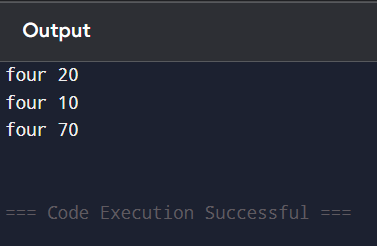 Output
four 20
four 10
four 70
=== Code Execution Successful ===